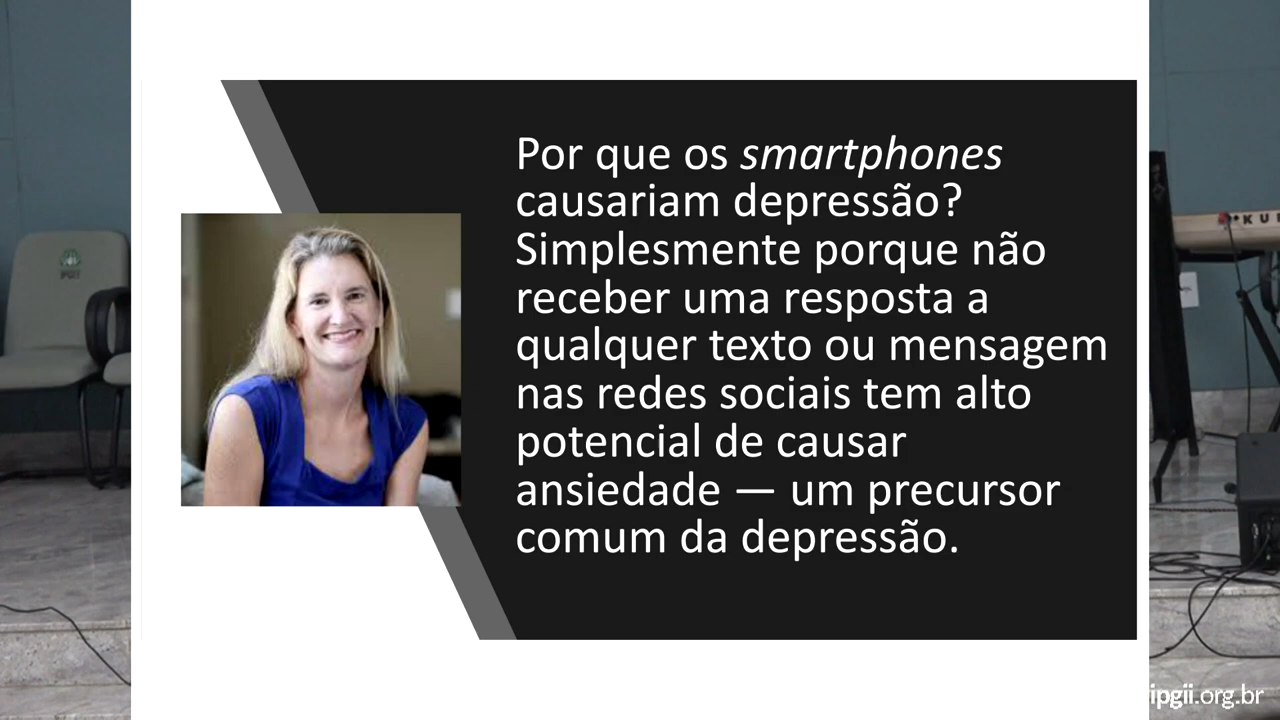 Por que os smartphones
causariam depressão?
Simplesmente porque não
receber uma resposta a
qualquer texto ou mensagem
nas redes sociais tem alto
potencial de causar
ansiedade — um precursor
comum da depressão.
ipgii.org.br